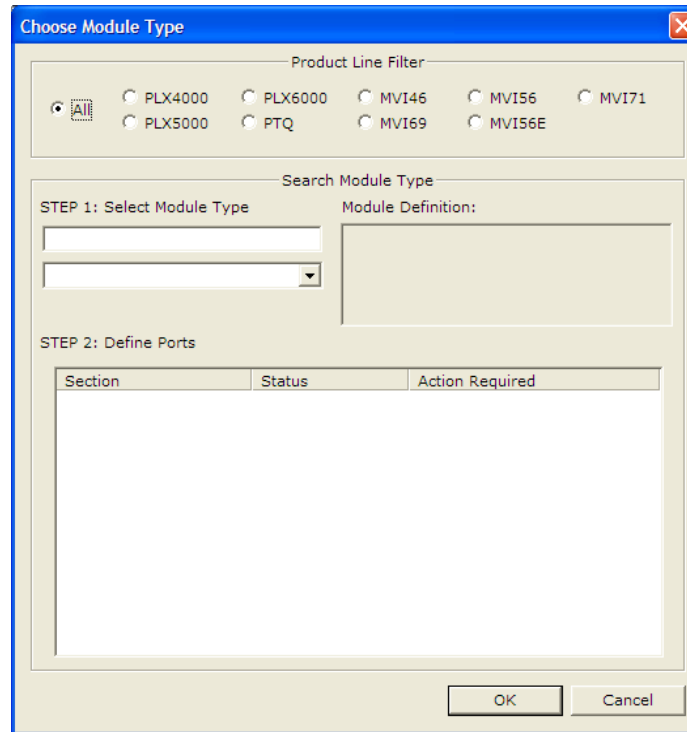 Choose Module Type
Product Line Filter
All PLX4000 PLX6000 MVI46 MVI56 MVI71
PLX5000 PTQ MVI69 MVI56E
Search Module Type
STEP 1: Select Module Type Module Definition:
STEP 2: Define Ports
Section Status Action Required
OK Cancel